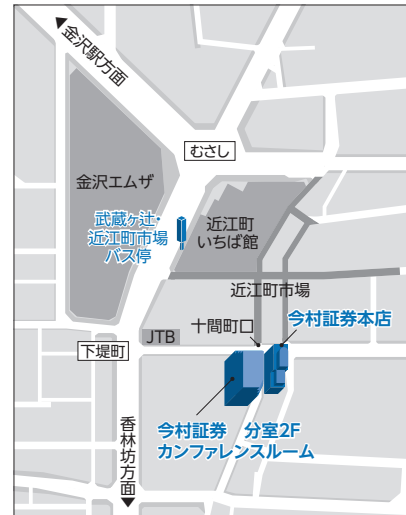 金沢駅方面
むさし
金沢エムザ
武蔵ヶ辻・
近江町市場
バス停
近江町
いちば館
近江町市場
十間町口
今村証券本店
JTB
下堤町
今村証券 分室2F
カンファレンスルーム
香林坊方面